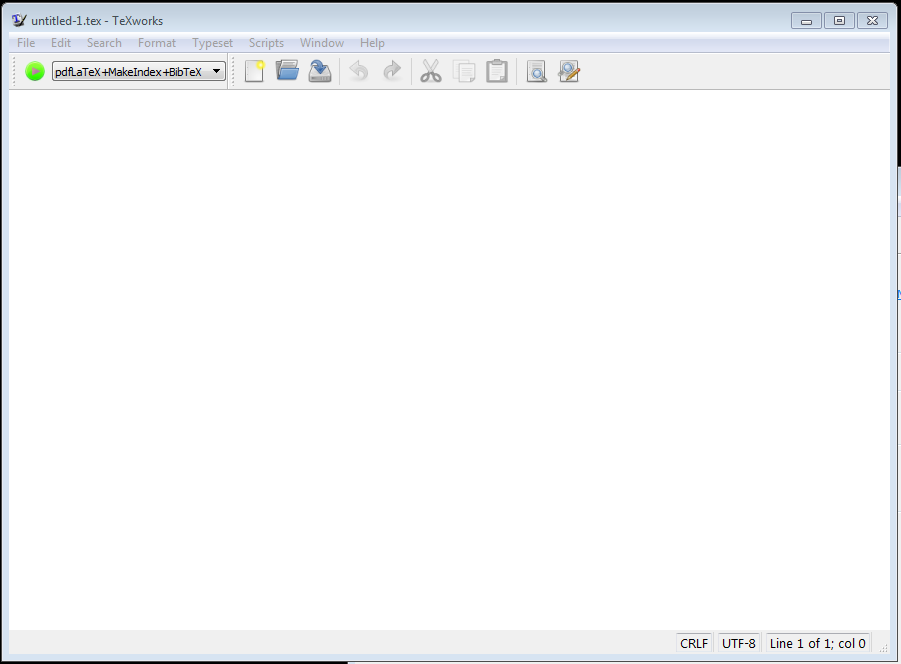 untitled-1.tex - TeXworks
File Edit Search Format Typeset Scripts Window Help
pdfLaTeX+MakeIndex+BibTeX
CRLF UTF-8 Line 1 of 1; col 0